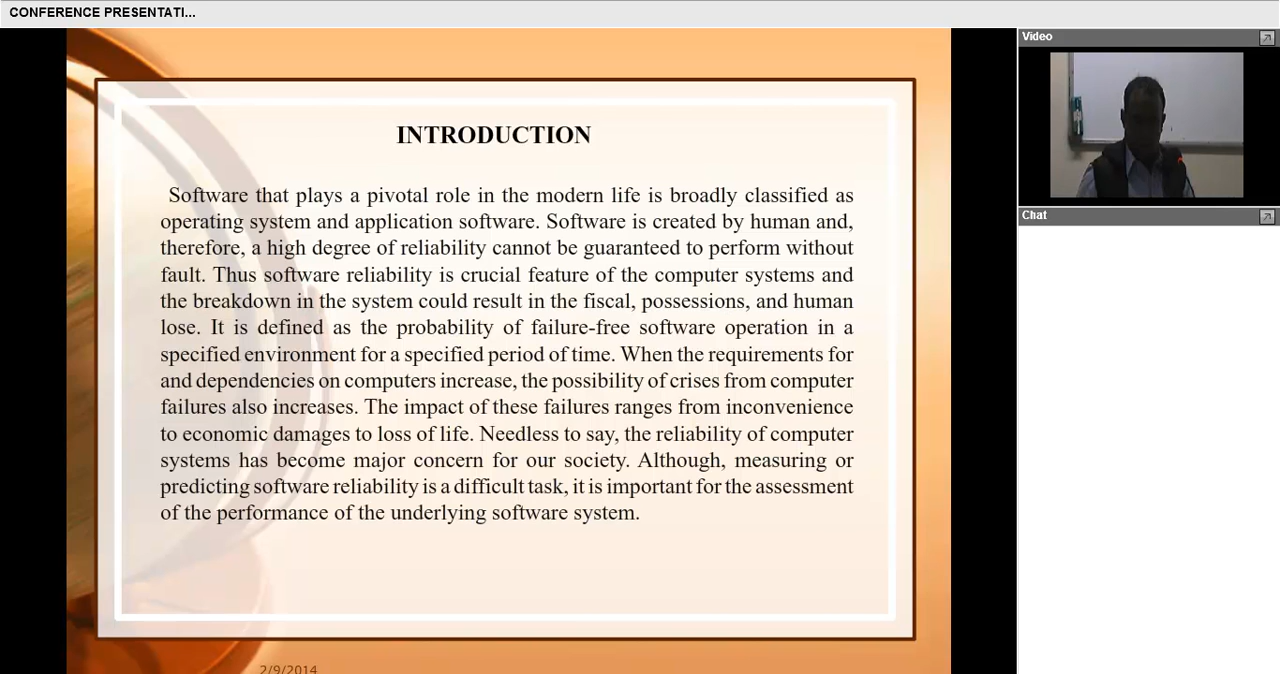 CONFERENCE PRESENTATI...
Video
Chat
INTRODUCTION
Software that plays a pivotal role in the modern life is broadly classified as
operating system and application software. Software is created by human and,
therefore, a high degree of reliability cannot be guaranteed to perform without
fault. Thus software reliability is crucial feature of the computer systems and
the breakdown in the system could result in the fiscal, possessions, and human
lose. It is defined as the probability of failure-free software operation in a
specified environment for a specified period of time. When the requirements for
and dependencies on computers increase, the possibility of crises from computer
failures also increases. The impact of these failures ranges from inconvenience
to economic damages to loss of life. Needless to say, the reliability of computer
systems has become major concern for our society. Although, measuring or
predicting software reliability is a difficult task, it is important for the assessment
of the performance of the underlying software system.
2/9/2014